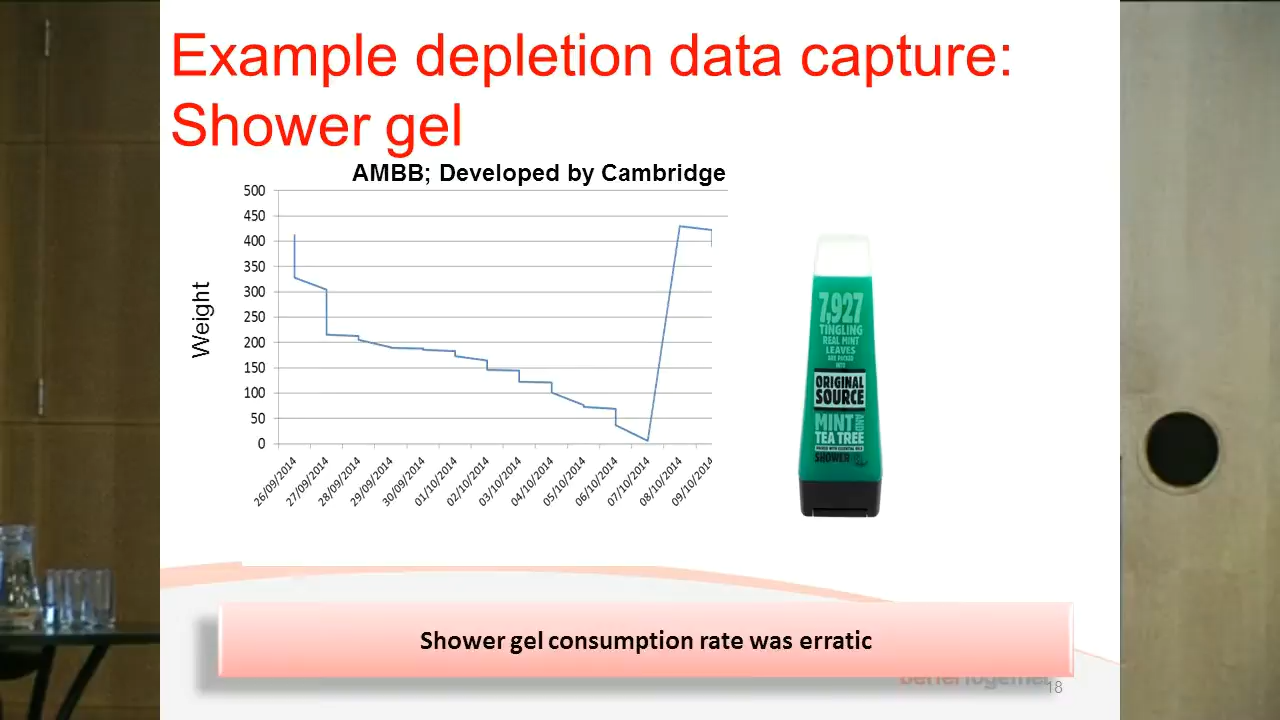 Example depletion data capture:
Shower gel
AMBB; Developed by Cambridge
500
450
400
350
300
250
200
150
100
50
0
Weight
26/09/2014
27/09/2014
28/09/2014
29/09/2014
30/09/2014
01/10/2014
02/10/2014
03/10/2014
04/10/2014
05/10/2014
06/10/2014
07/10/2014
08/10/2014
09/10/2014
7,927
TINGLING
REAL MINT
LEAVES
ARE PACKED
INTO
ORIGINAL
SOURCE
MINT AND
TEA TREE
SHOWER
Shower gel consumption rate was erratic
18